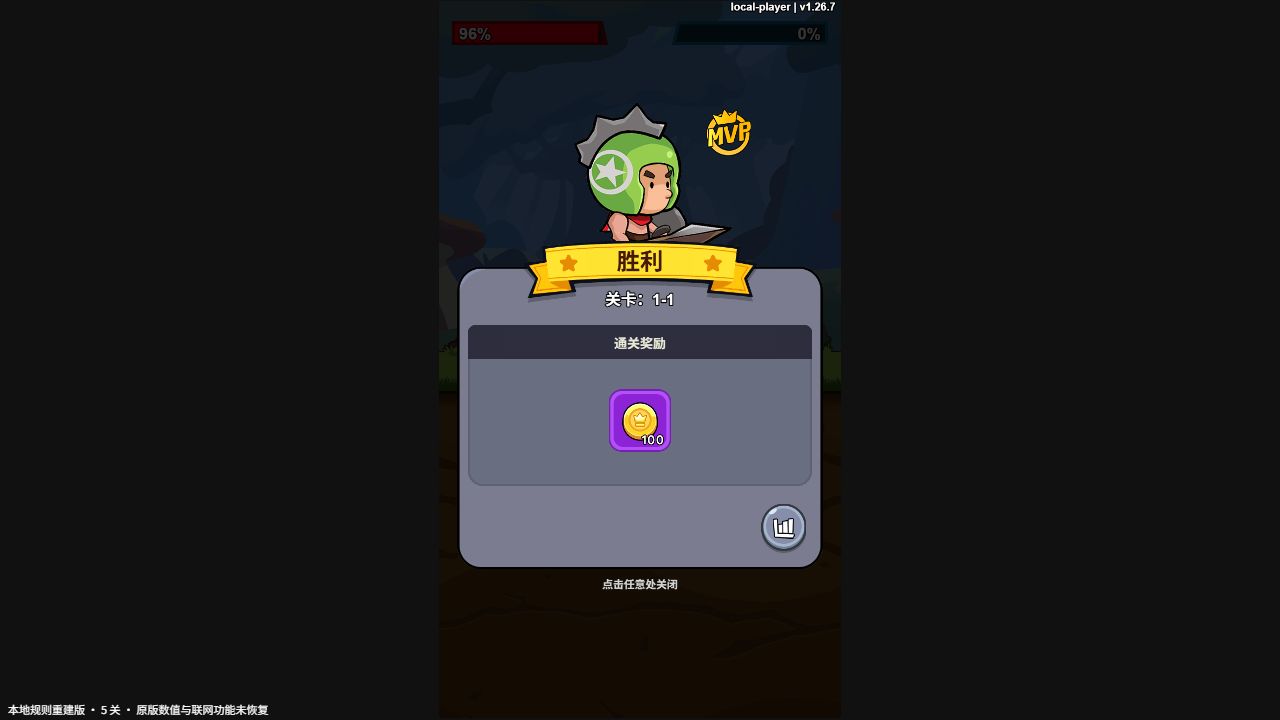 local-player | v1.26.7
96%
0%
MVP
胜利
关卡：1-1
通关奖励
100
点击任意处关闭
本地规则重建版 · 5 关 · 原版数值与联网功能未恢复